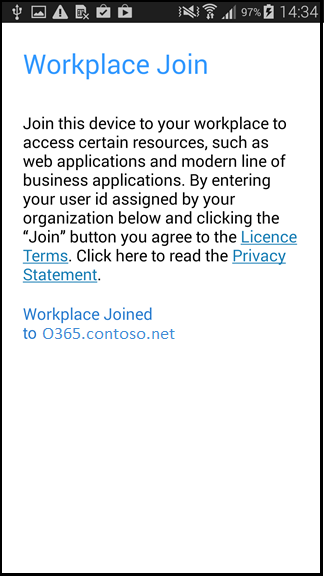 97% 14:34
Workplace Join
Join this device to your workplace to
access certain resources, such as
web applications and modern line of
business applications. By entering
your user id assigned by your
organization below and clicking the
“Join” button you agree to the Licence
Terms. Click here to read the Privacy
Statement.
Workplace Joined
to O365.contoso.net